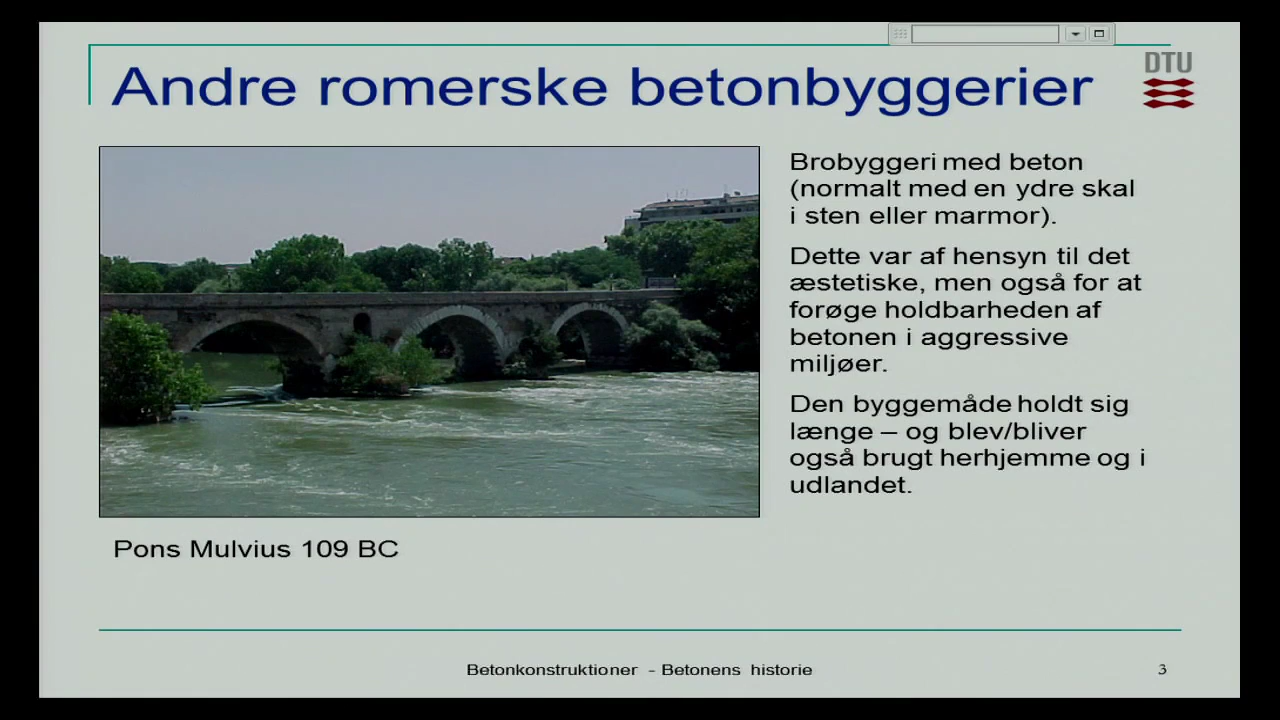 Andre romerske betonbyggerier
DTU
Brobyggeri med beton
(normalt med en ydre skal
i sten eller marmor).
Dette var af hensyn til det
æstetiske, men også for at
forøge holdbarheden af
betonen i aggressive
miljøer.
Den byggemåde holdt sig
længe – og blev/bliver
også brugt herhjemme og i
udlandet.
Pons Mulvius 109 BC
Betonkonstruktioner - Betonens historie
3